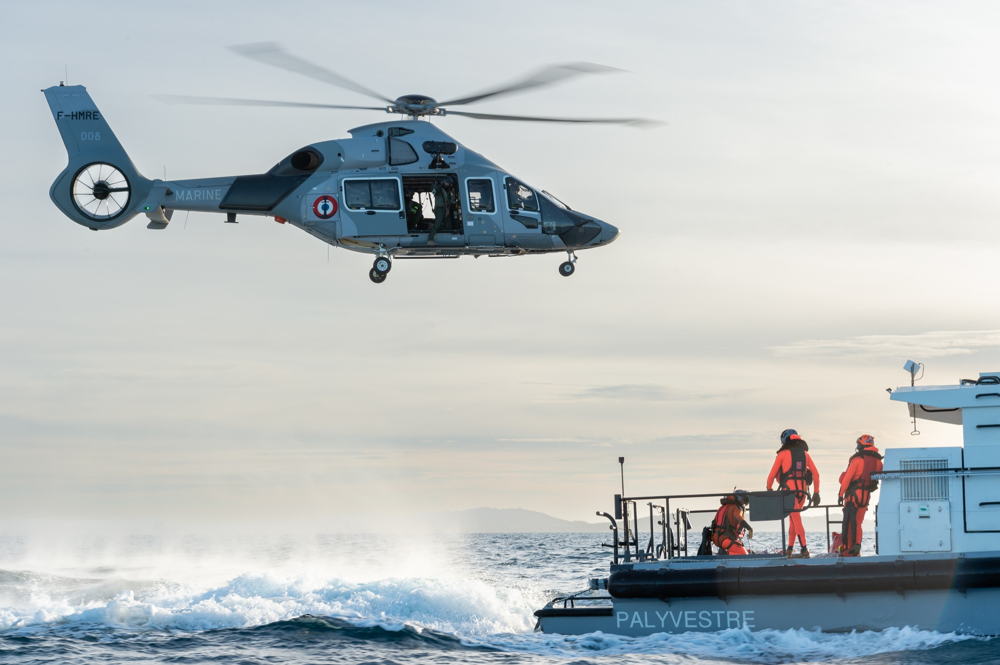 F-HMRE
008
MARINE
PALYVESTRE